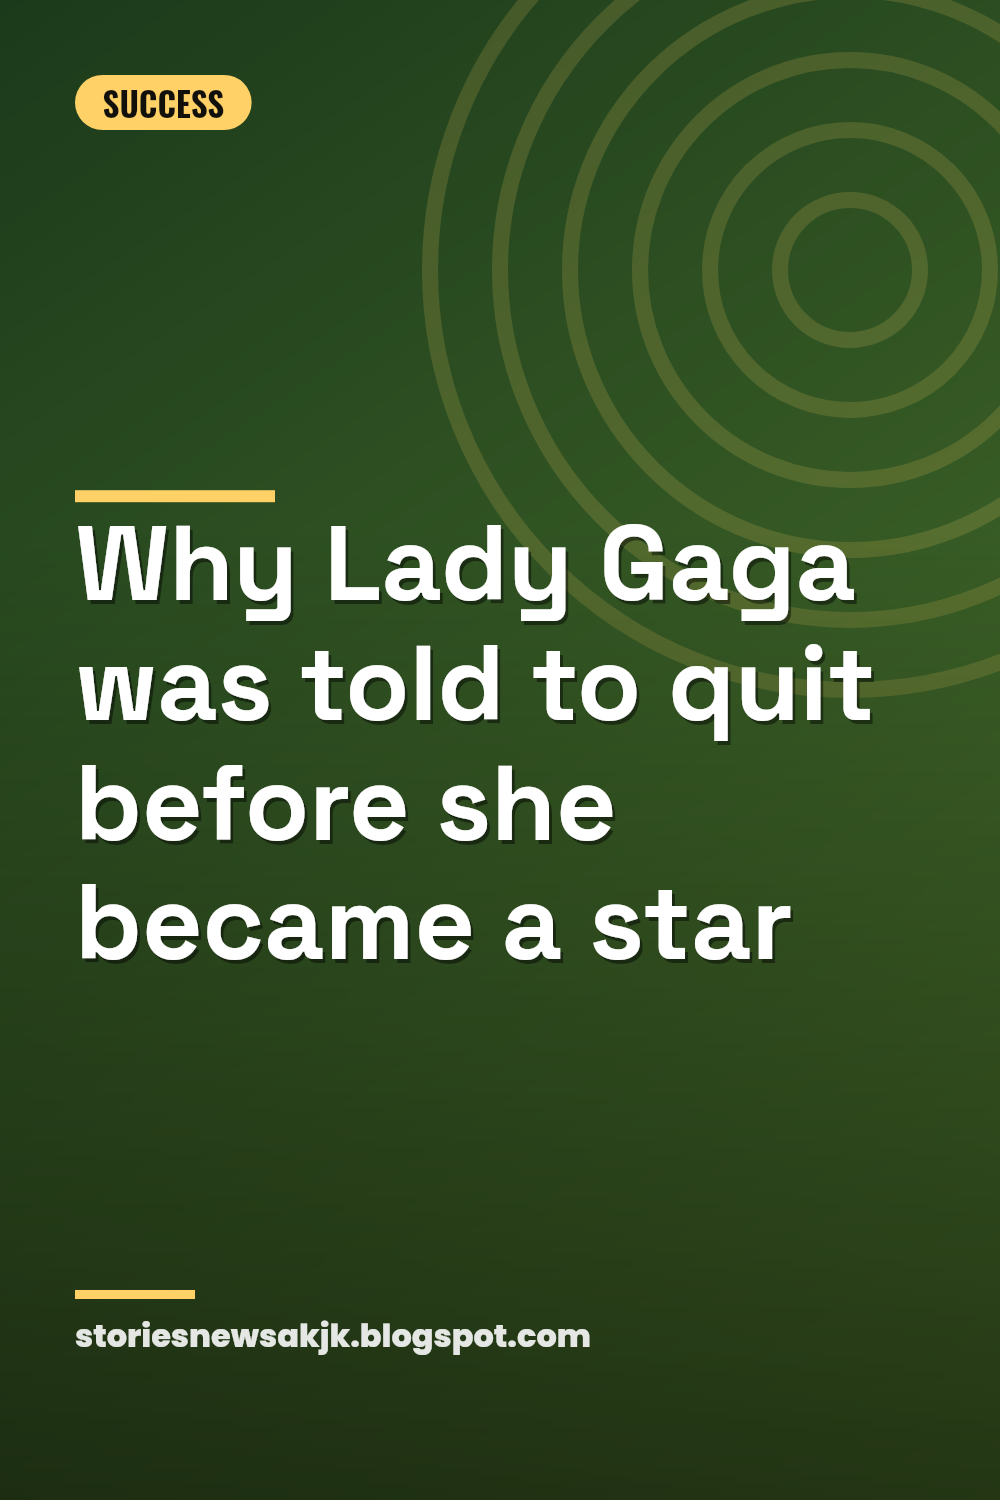 SUCCESS
Why Lady Gaga
was told to quit
before she
became a star
storiesnewsakjk.blogspot.com